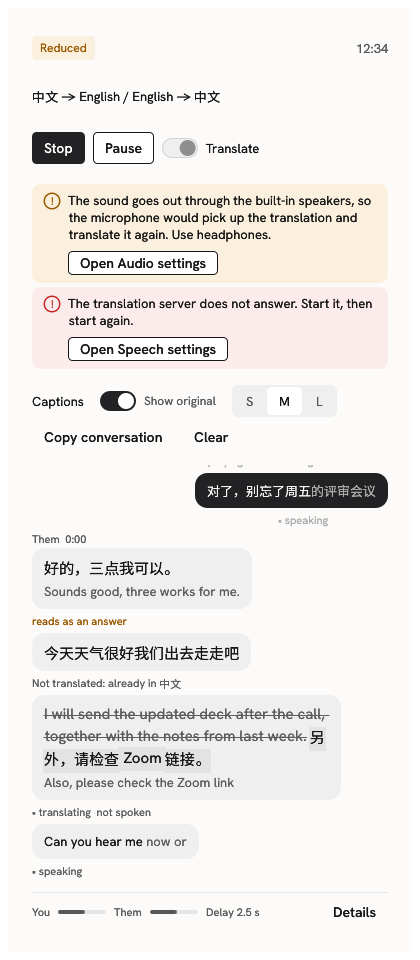 Reduced
12:34
中文 → English / English → 中文
Stop
Pause
Translate
The sound goes out through the built-in speakers, so
the microphone would pick up the translation and
translate it again. Use headphones.
Open Audio settings
The translation server does not answer. Start it, then
start again.
Open Speech settings
Captions
Show original
S
M
L
Copy conversation
Clear
对了，别忘了周五的评审会议
▪ speaking
Them 0:00
好的，三点我可以。
Sounds good, three works for me.
reads as an answer
今天天气很好我们出去走走吧
Not translated: already in 中文
I will send the updated deck after the call,
together with the notes from last week. 另
外，请检查 Zoom 链接。
Also, please check the Zoom link
▪ translating not spoken
Can you hear me now or
▪ speaking
You
Them
Delay 2.5 s
Details